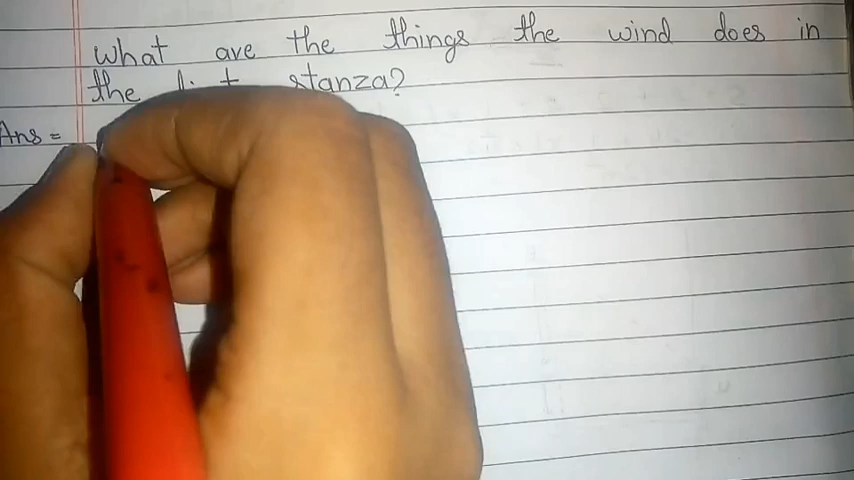 What are the things the wind does in
the stanza?
Ans =